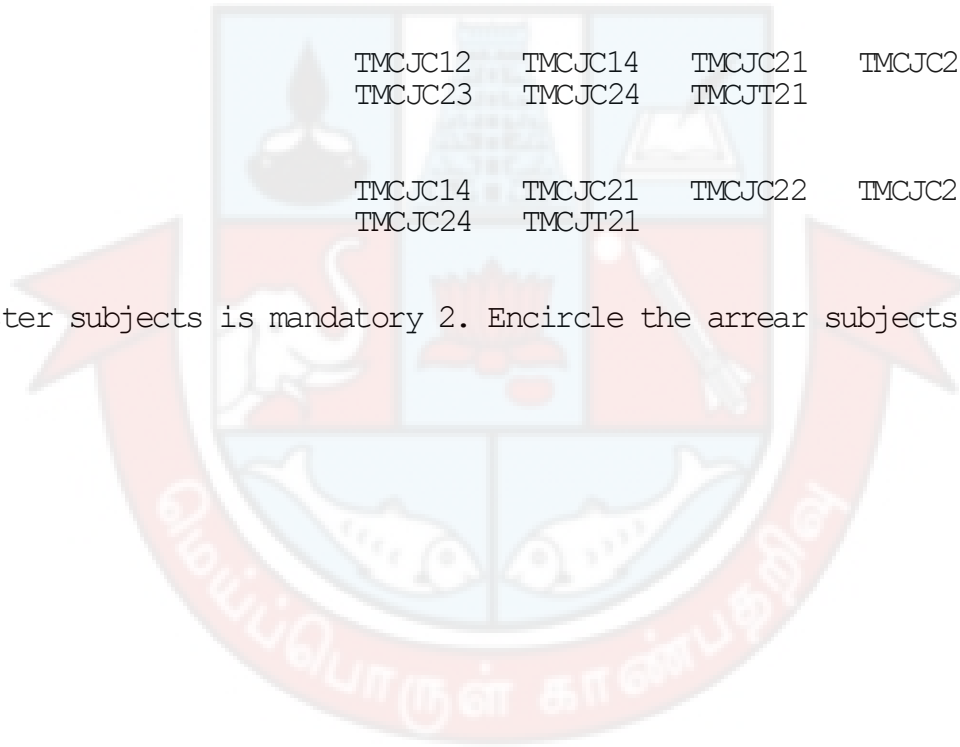 TMCJC12 TMCJC14 TMCJC21 TMCJC2
TMCJC23 TMCJC24 TMCJT21
TMCJC14 TMCJC21 TMCJC22 TMCJC2
TMCJC24 TMCJT21
ter subjects is mandatory 2. Encircle the arrear subjects
மெய்ப்பொருள் காண்பதறிவு